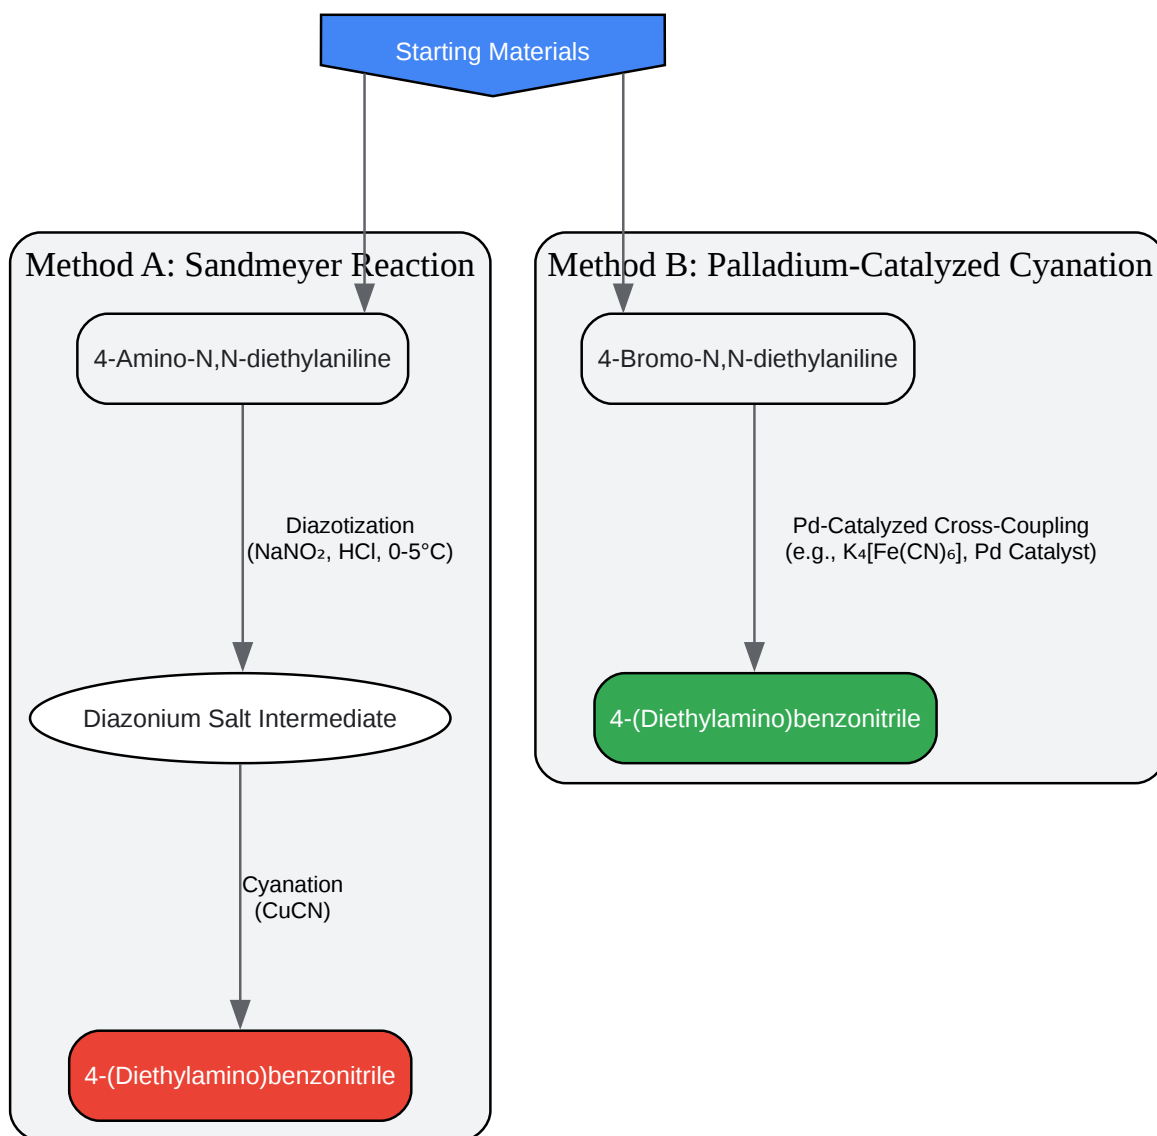 Starting Materials
Method A: Sandmeyer Reaction
4-Amino-N,N-diethylaniline
Diazotization
(NaNO₂, HCl, 0-5°C)
Diazonium Salt Intermediate
Cyanation
(CuCN)
4-(Diethylamino)benzonitrile
Method B: Palladium-Catalyzed Cyanation
4-Bromo-N,N-diethylaniline
Pd-Catalyzed Cross-Coupling
(e.g., K₄[Fe(CN)₆], Pd Catalyst)
4-(Diethylamino)benzonitrile